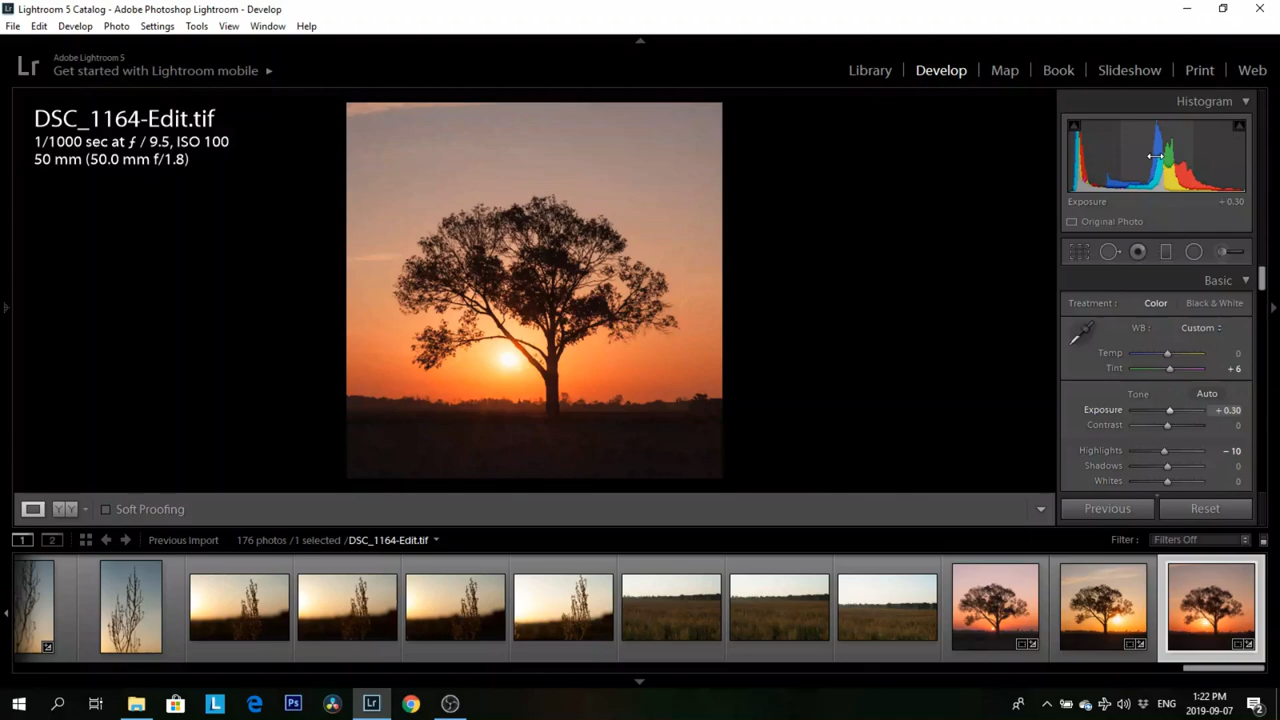 Lightroom 5 Catalog - Adobe Photoshop Lightroom - Develop
File Edit Develop Photo Settings Tools View Window Help
Lr
Adobe Lightroom 5
Get started with Lightroom mobile
Library Develop Map Book Slideshow Print Web
DSC_1164-Edit.tif
1/1000 sec at ƒ / 9.5, ISO 100
50 mm (50.0 mm f/1.8)
Histogram
Exposure + 0.30
Original Photo
Basic
Treatment : Color Black & White
WB : Custom
Temp 0
Tint + 6
Tone Auto
Exposure + 0.30
Contrast 0
Highlights − 10
Shadows 0
Whites 0
Previous Reset
YY Soft Proofing
1 2 Previous Import 176 photos / 1 selected / DSC_1164-Edit.tif Filter : Filters Off
L Ps Lr ENG
1:22 PM
2019-09-07
2